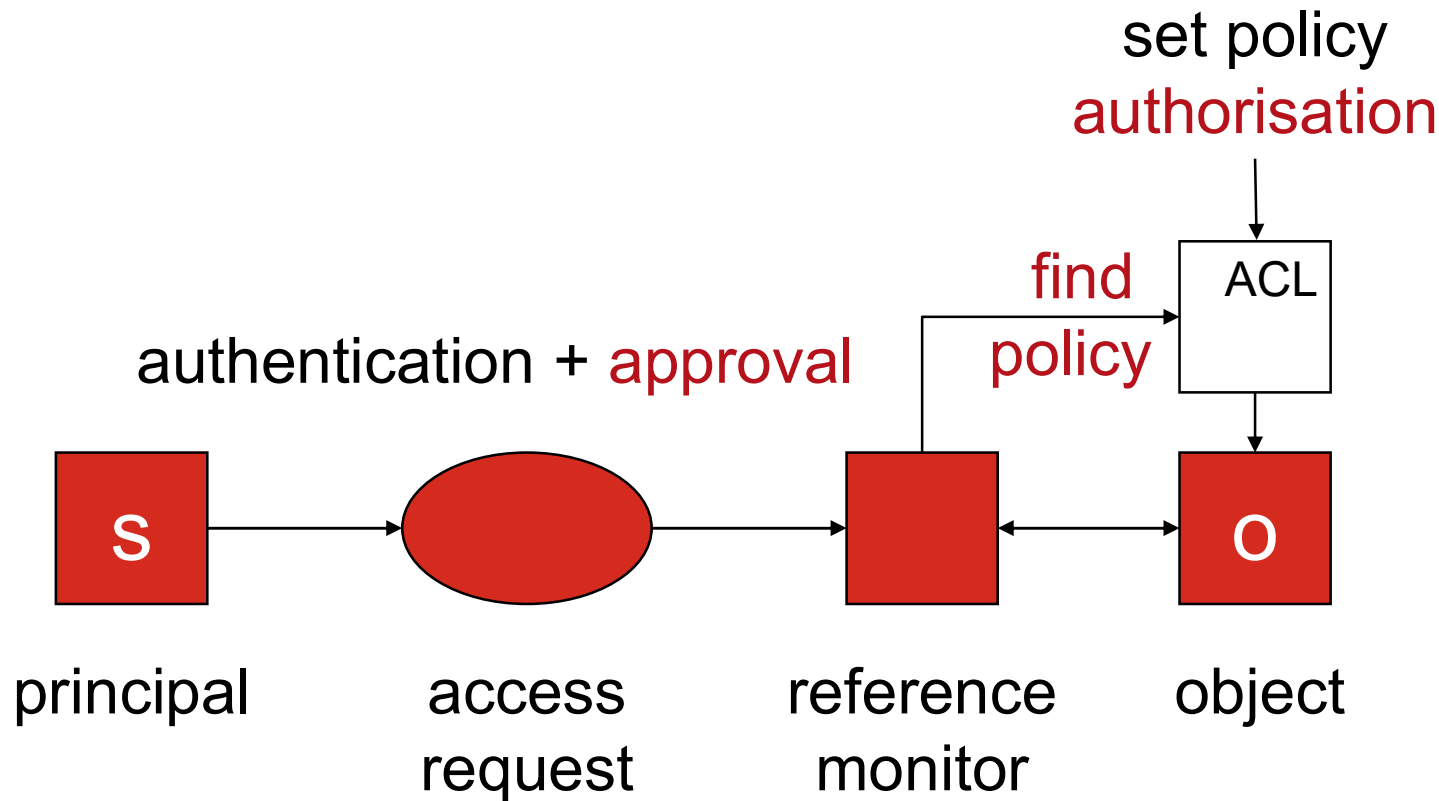 set policy
authorisation
find
policy
ACL
authentication + approval
s
o
principal
access
request
reference
monitor
object